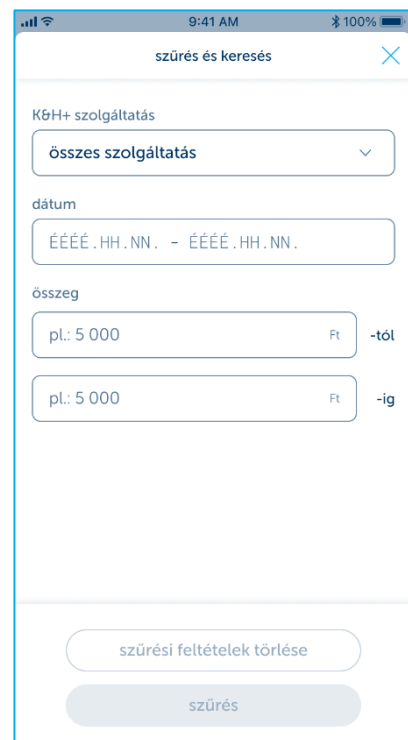 9:41 AM
100%
szűrés és keresés
K&H+ szolgáltatás
összes szolgáltatás
dátum
ÉÉÉÉ.HH.NN. - ÉÉÉÉ.HH.NN.
összeg
pl.: 5 000 Ft -tól
pl.: 5 000 Ft -ig
szűrési feltételek törlése
szűrés